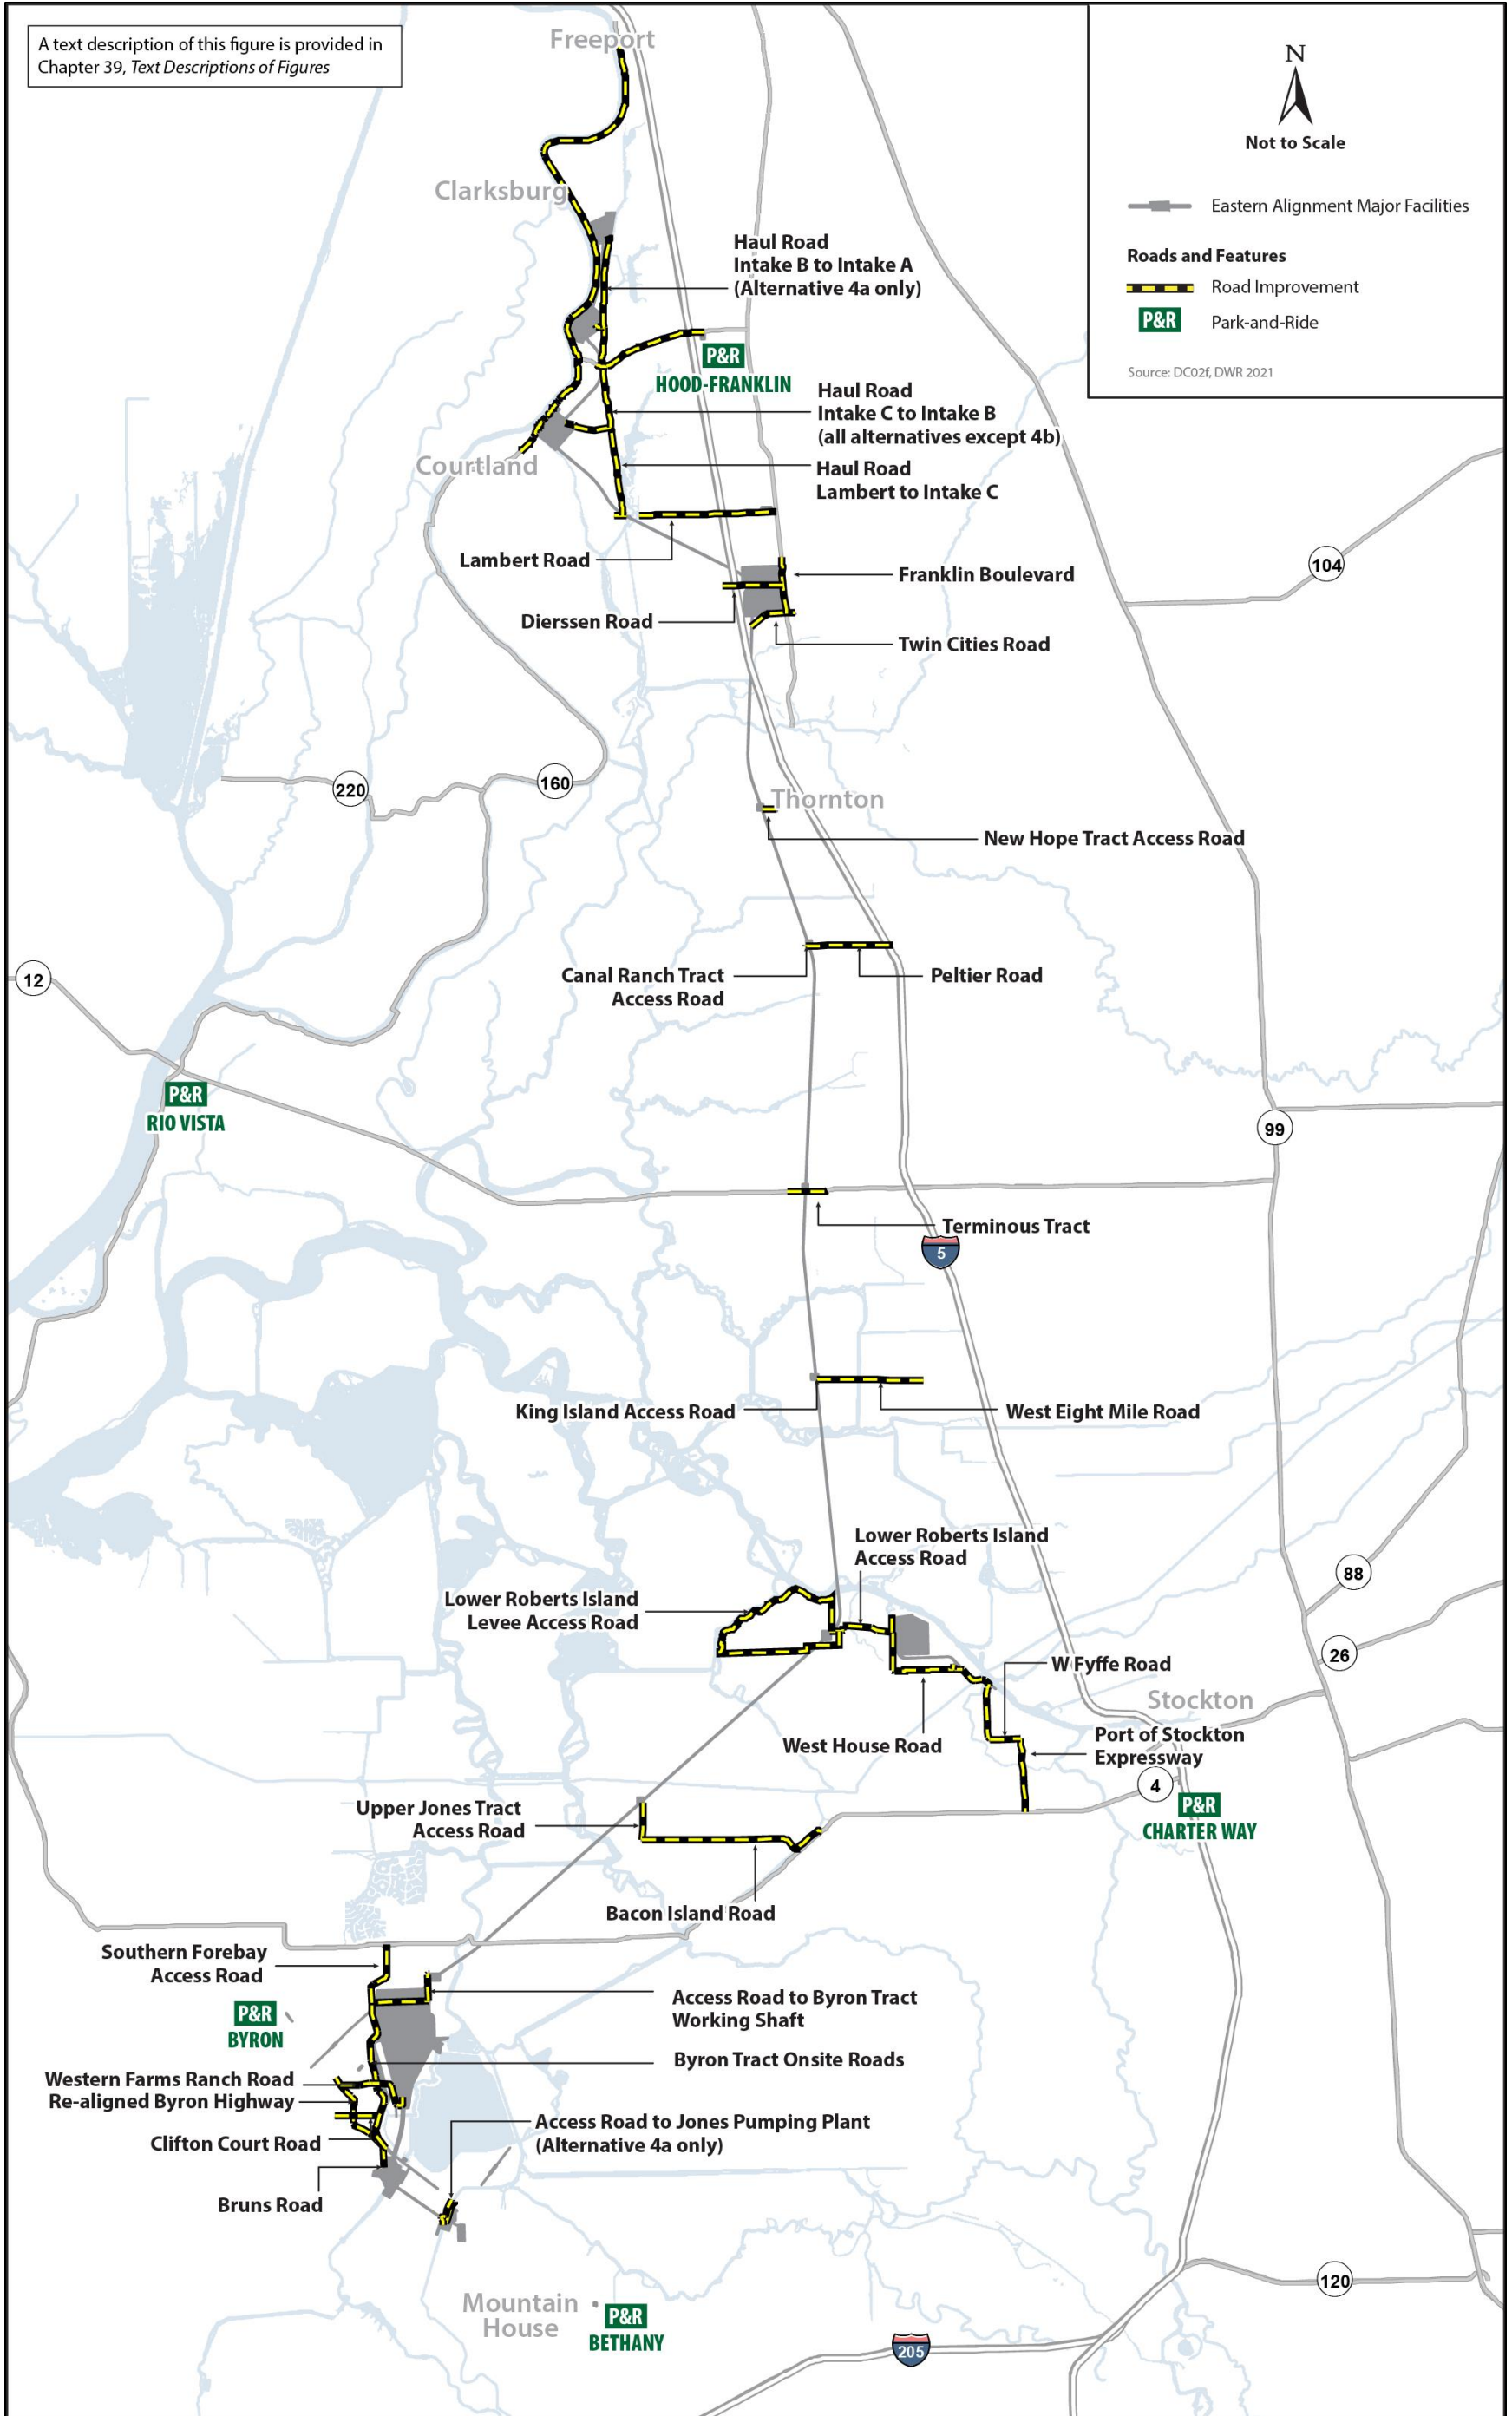 A text description of this figure is provided in
Chapter 39, Text Descriptions of Figures
N
Not to Scale
Eastern Alignment Major Facilities
Roads and Features
Road Improvement
P&R
Park-and-Ride
Source: DC02f, DWR 2021
Freeport
Clarksburg
Haul Road
Intake B to Intake A
(Alternative 4a only)
P&R
HOOD-FRANKLIN
Haul Road
Intake C to Intake B
(all alternatives except 4b)
Courtland
Haul Road
Lambert to Intake C
Lambert Road
104
Franklin Boulevard
Dierssen Road
Twin Cities Road
220
160
Thornton
New Hope Tract Access Road
12
Canal Ranch Tract
Access Road
Peltier Road
P&R
RIO VISTA
99
Terminous Tract
5
King Island Access Road
West Eight Mile Road
Lower Roberts Island
Access Road
88
Lower Roberts Island
Levee Access Road
26
W Fyffe Road
Stockton
West House Road
Port of Stockton
Expressway
4
P&R
CHARTER WAY
Upper Jones Tract
Access Road
Bacon Island Road
Southern Forebay
Access Road
Access Road to Byron Tract
Working Shaft
P&R
BYRON
Byron Tract Onsite Roads
Western Farms Ranch Road
Re-aligned Byron Highway
Access Road to Jones Pumping Plant
(Alternative 4a only)
Clifton Court Road
Bruns Road
120
Mountain
House
P&R
BETHANY
205